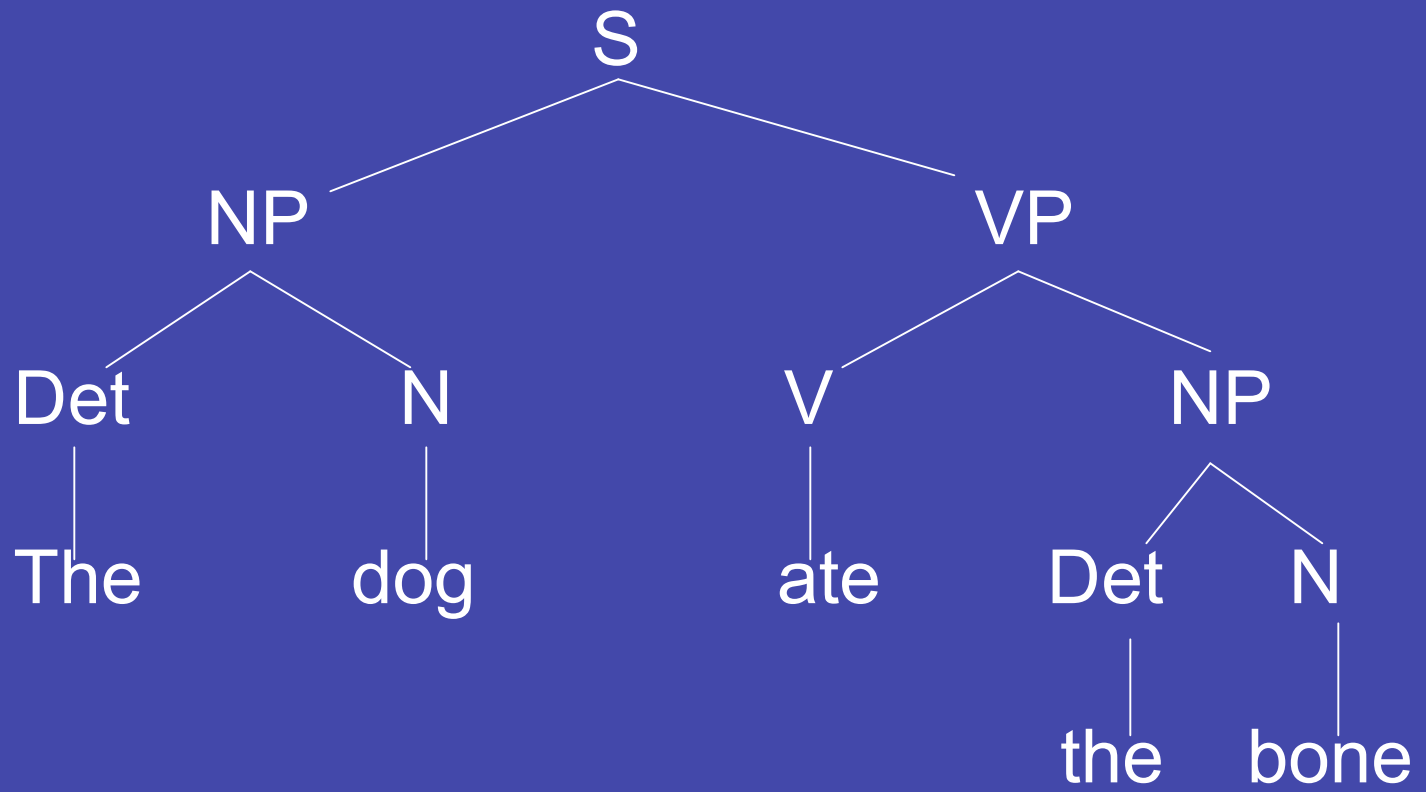 S
NP VP
Det N V NP
The dog ate Det N
the bone